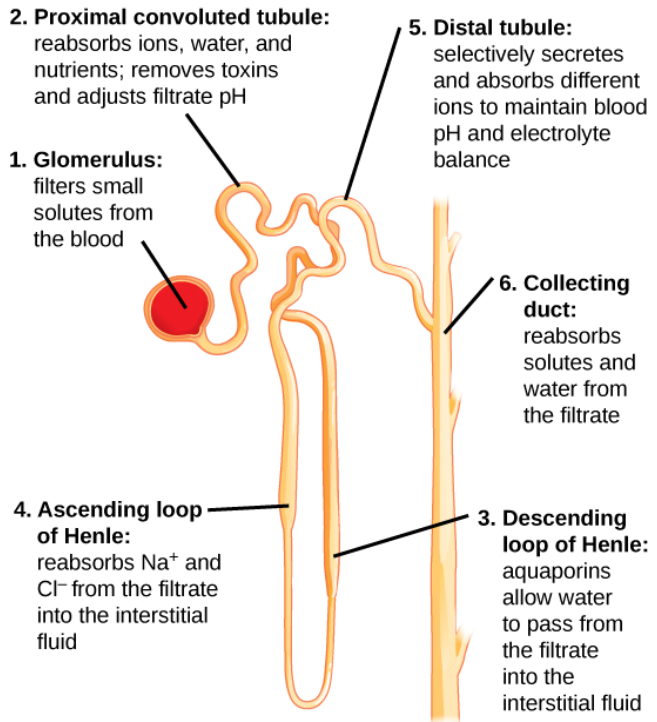 2. Proximal convoluted tubule:
reabsorbs ions, water, and
nutrients; removes toxins
and adjusts filtrate pH
5. Distal tubule:
selectively secretes
and absorbs different
ions to maintain blood
pH and electrolyte
balance
1. Glomerulus:
filters small
solutes from
the blood
6. Collecting
duct:
reabsorbs
solutes and
water from
the filtrate
4. Ascending loop
of Henle:
reabsorbs Na⁺ and
Cl⁻ from the filtrate
into the interstitial
fluid
3. Descending
loop of Henle:
aquaporins
allow water
to pass from
the filtrate
into the
interstitial fluid